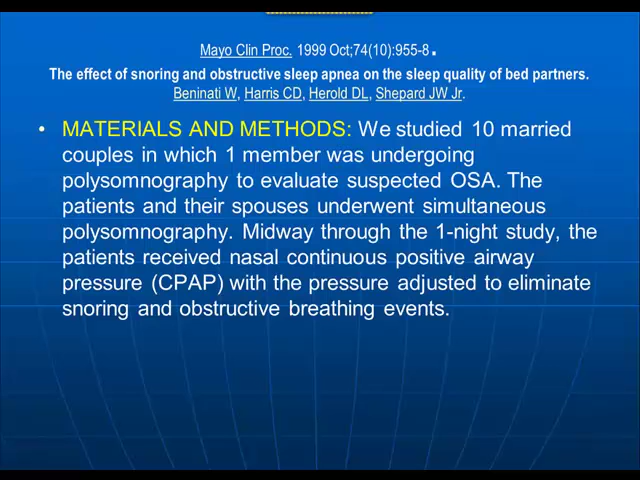 Mayo Clin Proc. 1999 Oct;74(10):955-8.
The effect of snoring and obstructive sleep apnea on the sleep quality of bed partners.
Beninati W, Harris CD, Herold DL, Shepard JW Jr.
• MATERIALS AND METHODS: We studied 10 married
couples in which 1 member was undergoing
polysomnography to evaluate suspected OSA. The
patients and their spouses underwent simultaneous
polysomnography. Midway through the 1-night study, the
patients received nasal continuous positive airway
pressure (CPAP) with the pressure adjusted to eliminate
snoring and obstructive breathing events.